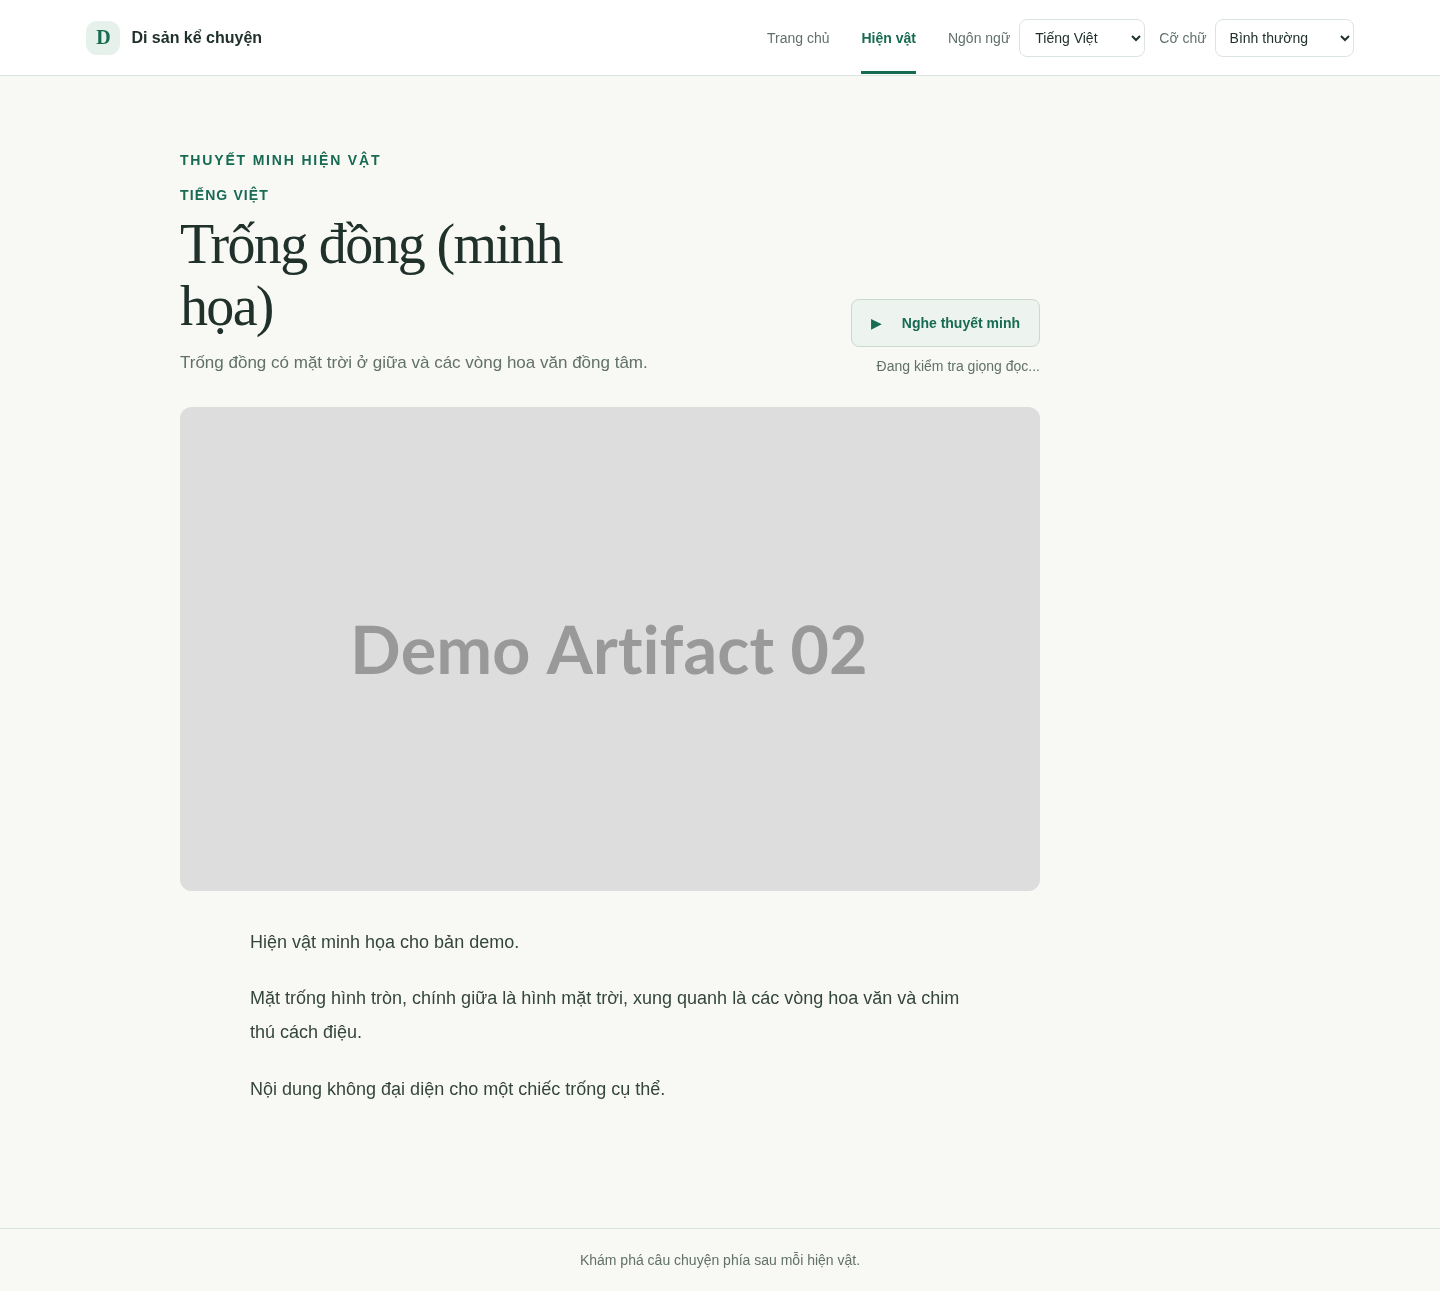 D
Di sản kể chuyện
Trang chủ
Hiện vật
Ngôn ngữ
Tiếng Việt
Cỡ chữ
Bình thường
THUYẾT MINH HIỆN VẬT
TIẾNG VIỆT
Trống đồng (minh
họa)
Trống đồng có mặt trời ở giữa và các vòng hoa văn đồng tâm.
▶ Nghe thuyết minh
Đang kiểm tra giọng đọc...
Demo Artifact 02
Hiện vật minh họa cho bản demo.
Mặt trống hình tròn, chính giữa là hình mặt trời, xung quanh là các vòng hoa văn và chim
thú cách điệu.
Nội dung không đại diện cho một chiếc trống cụ thể.
Khám phá câu chuyện phía sau mỗi hiện vật.